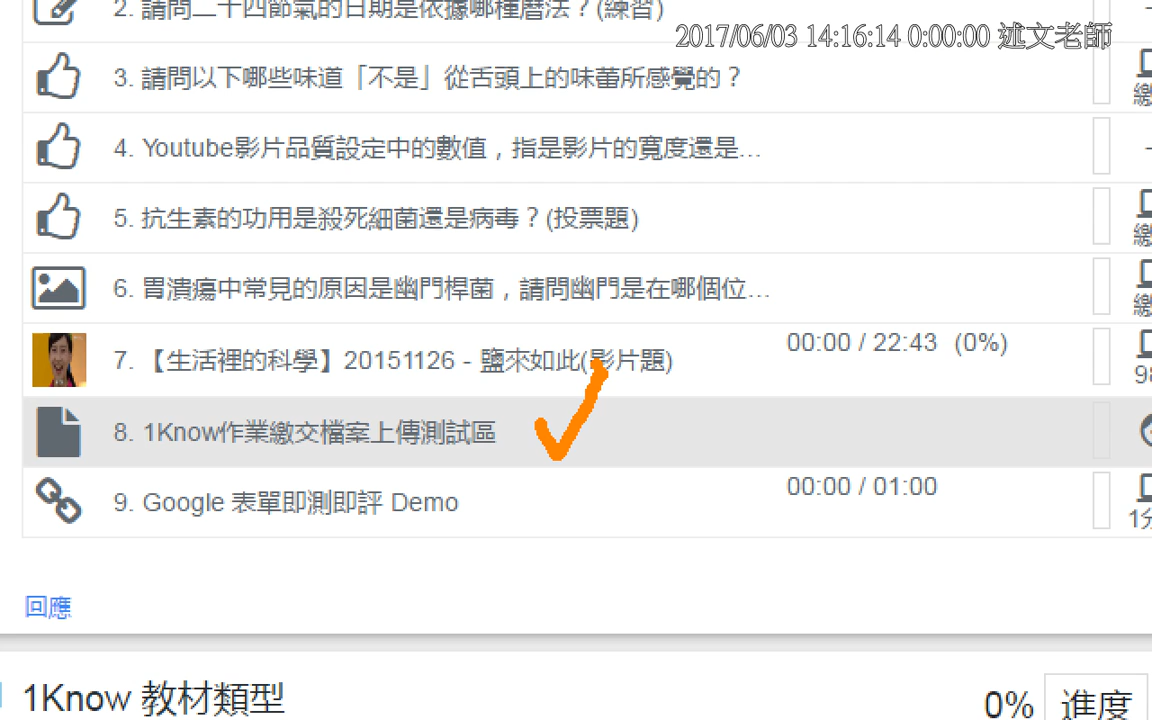 2. 請問二十四節氣的日期是依據哪種曆法？(練習)
2017/06/03 14:16:14 0:00:00 述文老師
3. 請問以下哪些味道「不是」從舌頭上的味蕾所感覺的？
繳
4. Youtube影片品質設定中的數值，指是影片的寬度還是...
5. 抗生素的功用是殺死細菌還是病毒？(投票題)
繳
6. 胃潰瘍中常見的原因是幽門桿菌，請問幽門是在哪個位...
繳
7. 【生活裡的科學】20151126 - 鹽來如此(影片題)
00:00 / 22:43 (0%)
98
8. 1Know作業繳交檔案上傳測試區
9. Google 表單即測即評 Demo
00:00 / 01:00
1分
回應
1Know 教材類型
0% 進度